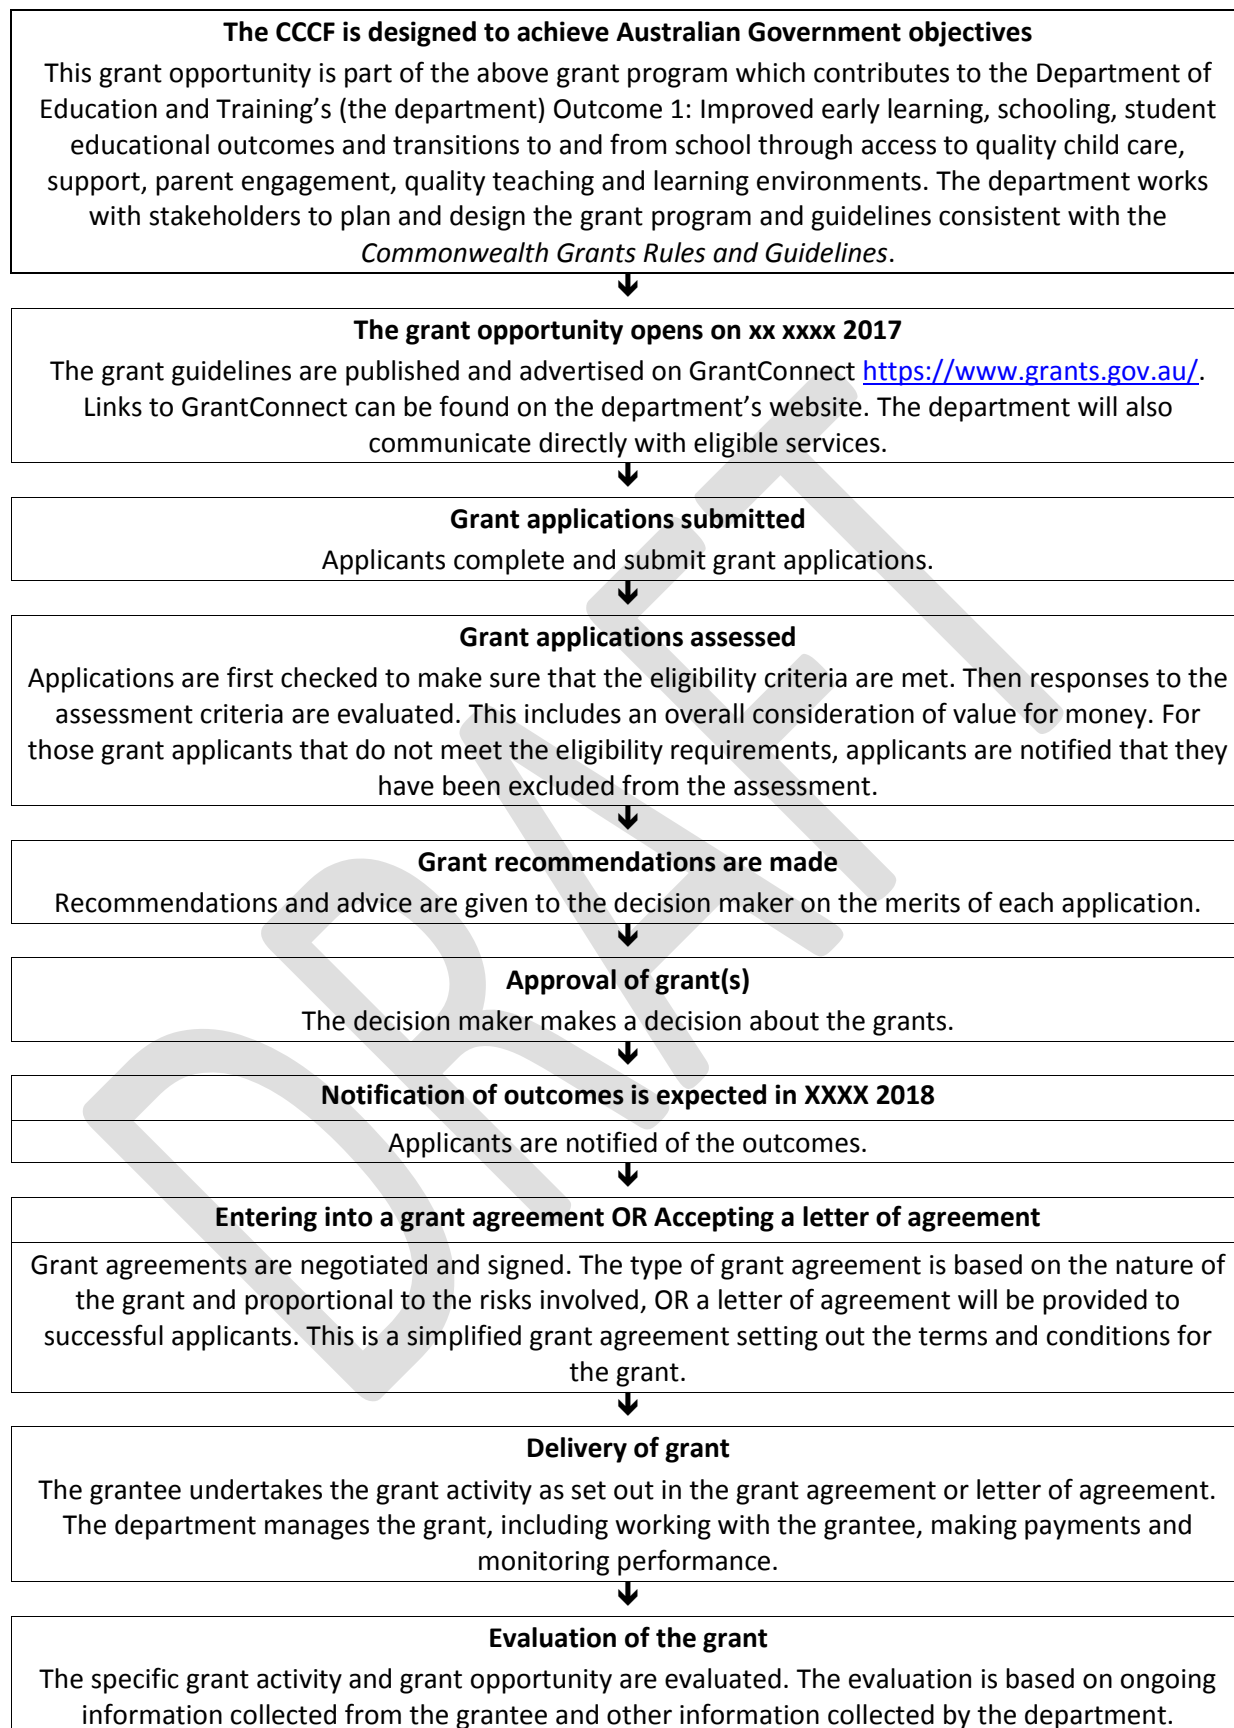 The CCCF is designed to achieve Australian Government objectives
This grant opportunity is part of the above grant program which contributes to the Department of
Education and Training’s (the department) Outcome 1: Improved early learning, schooling, student
educational outcomes and transitions to and from school through access to quality child care,
support, parent engagement, quality teaching and learning environments. The department works
with stakeholders to plan and design the grant program and guidelines consistent with the
Commonwealth Grants Rules and Guidelines.
The grant opportunity opens on xx xxxx 2017
The grant guidelines are published and advertised on GrantConnect https://www.grants.gov.au/.
Links to GrantConnect can be found on the department’s website. The department will also
communicate directly with eligible services.
Grant applications submitted
Applicants complete and submit grant applications.
Grant applications assessed
Applications are first checked to make sure that the eligibility criteria are met. Then responses to the
assessment criteria are evaluated. This includes an overall consideration of value for money. For
those grant applicants that do not meet the eligibility requirements, applicants are notified that they
have been excluded from the assessment.
Grant recommendations are made
Recommendations and advice are given to the decision maker on the merits of each application.
Approval of grant(s)
The decision maker makes a decision about the grants.
Notification of outcomes is expected in XXXX 2018
Applicants are notified of the outcomes.
Entering into a grant agreement OR Accepting a letter of agreement
Grant agreements are negotiated and signed. The type of grant agreement is based on the nature of
the grant and proportional to the risks involved, OR a letter of agreement will be provided to
successful applicants. This is a simplified grant agreement setting out the terms and conditions for
the grant.
Delivery of grant
The grantee undertakes the grant activity as set out in the grant agreement or letter of agreement.
The department manages the grant, including working with the grantee, making payments and
monitoring performance.
Evaluation of the grant
The specific grant activity and grant opportunity are evaluated. The evaluation is based on ongoing
information collected from the grantee and other information collected by the department.
DRAFT